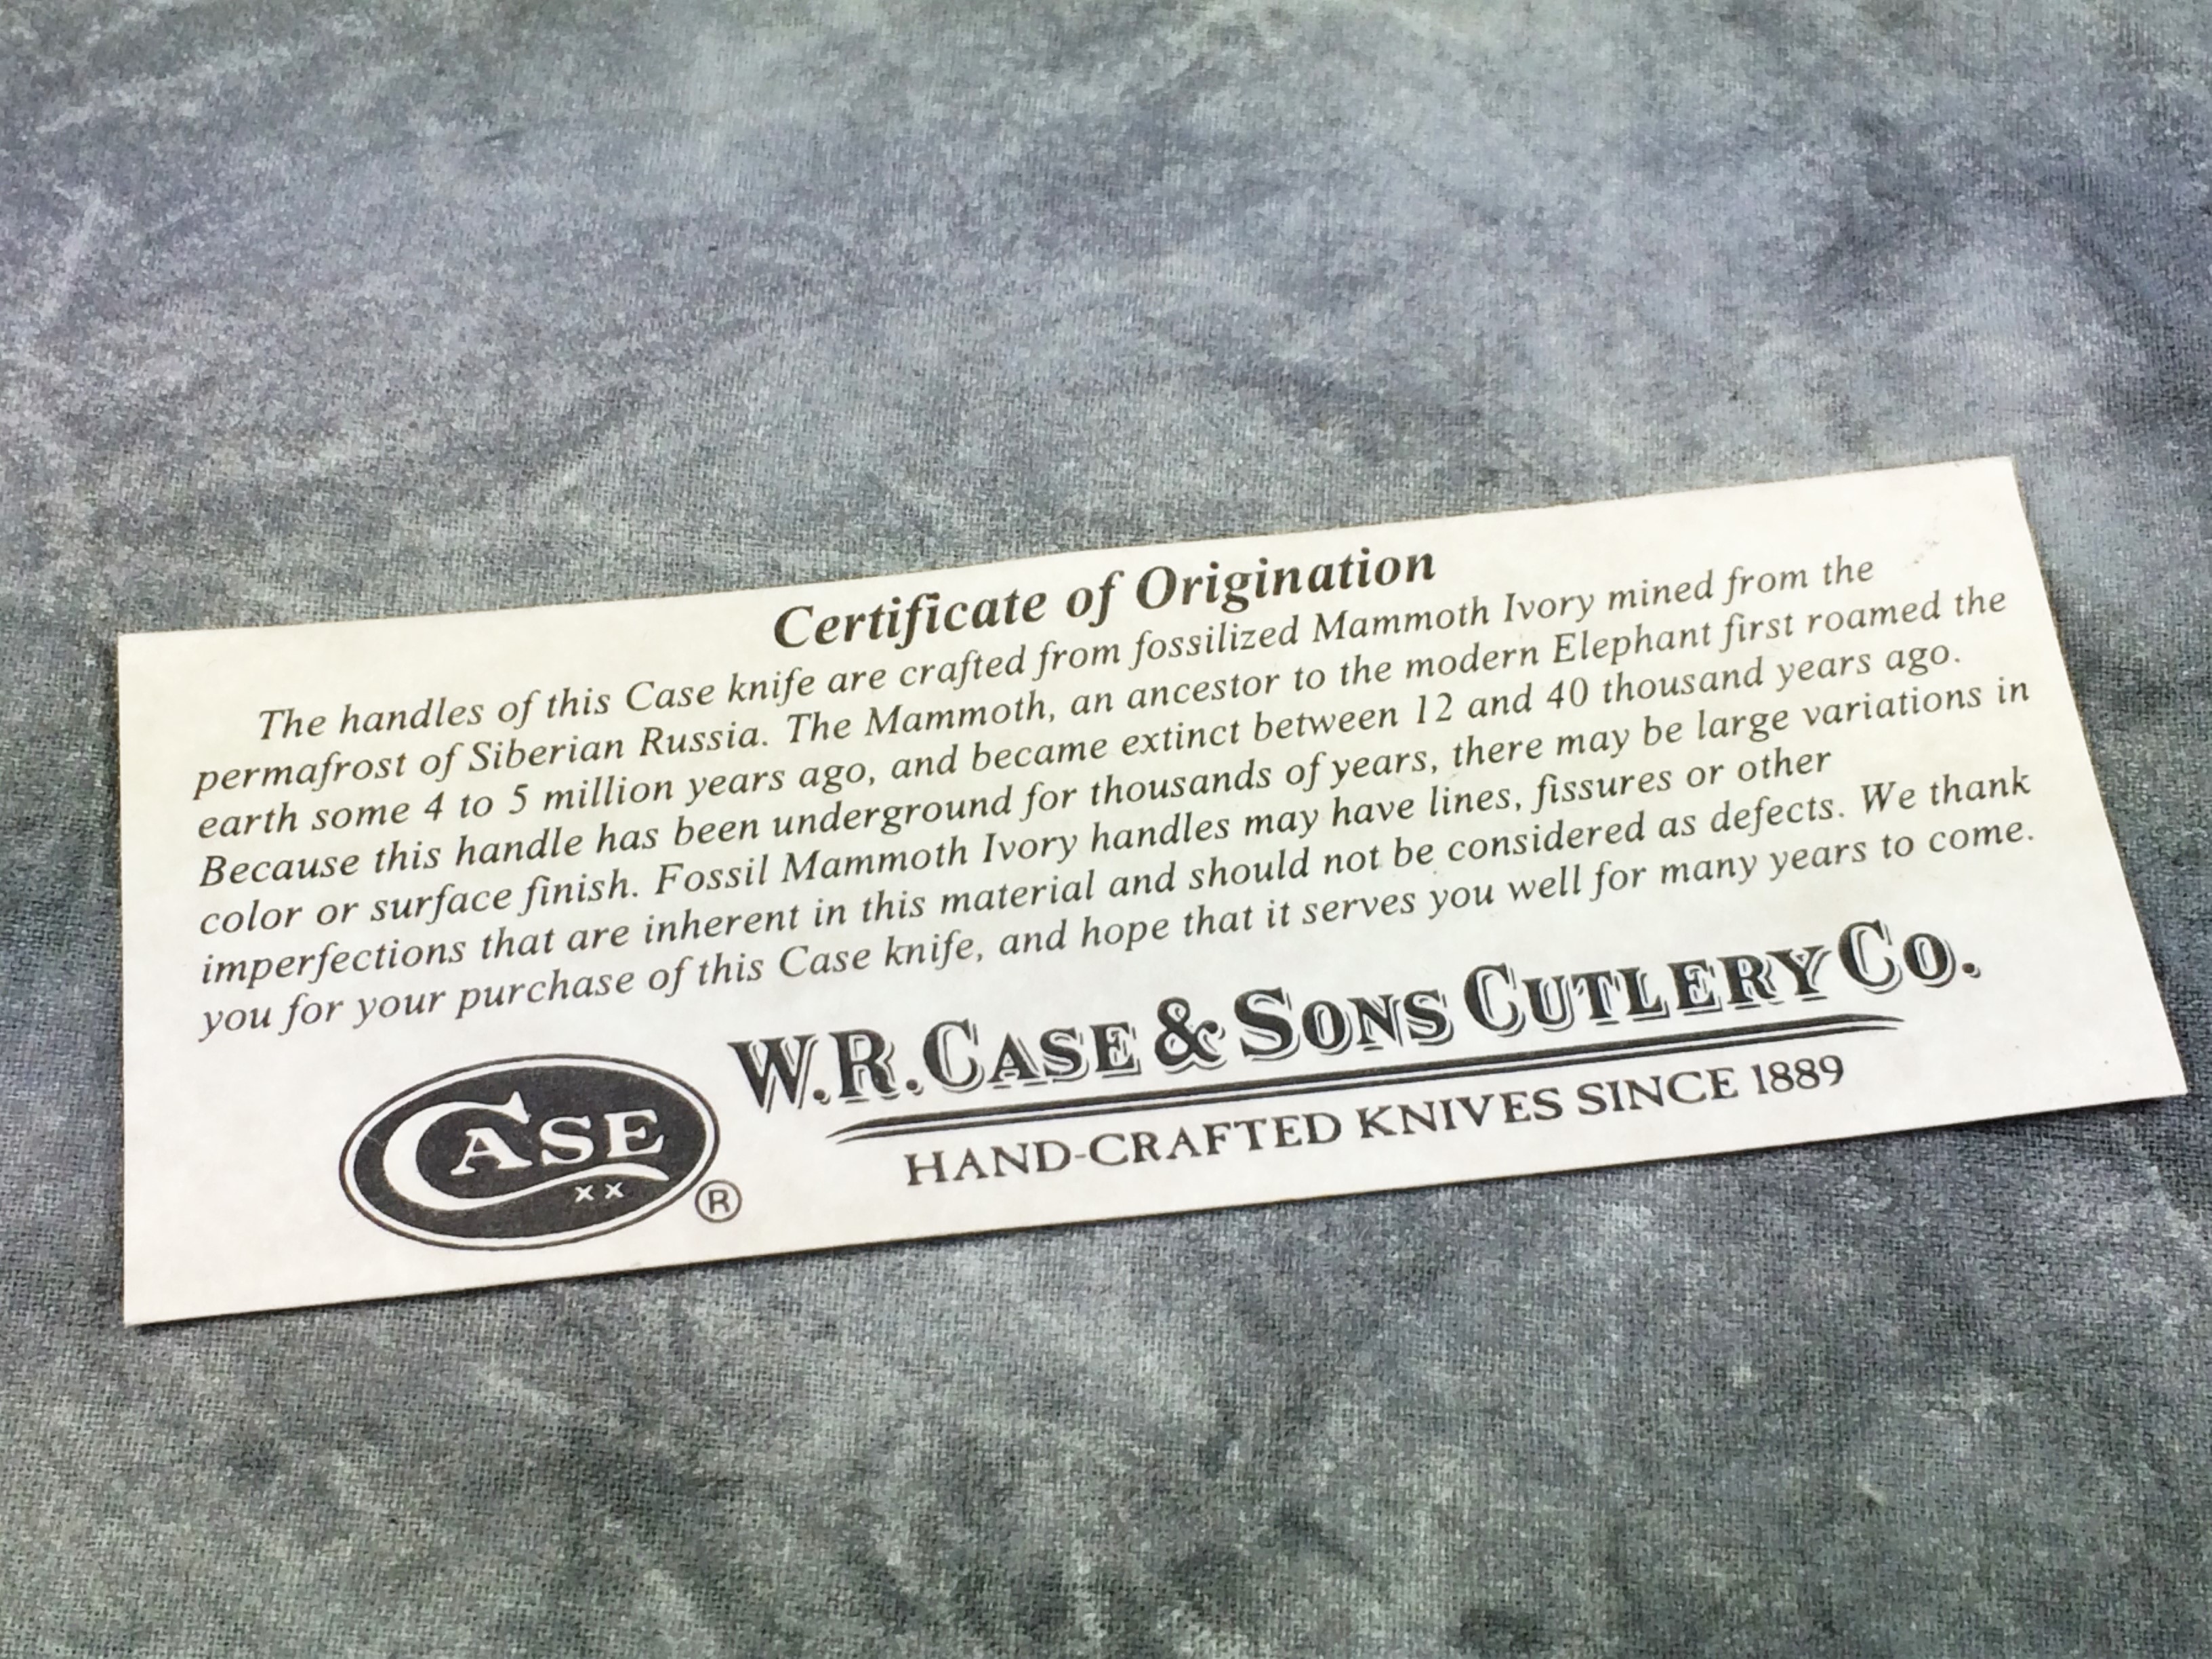 Certificate of Origination
The handles of this Case knife are crafted from fossilized Mammoth Ivory mined from the
permafrost of Siberian Russia. The Mammoth, an ancestor to the modern Elephant first roamed the
earth some 4 to 5 million years ago, and became extinct between 12 and 40 thousand years ago.
Because this handle has been underground for thousands of years, there may be large variations in
color or surface finish. Fossil Mammoth Ivory handles may have lines, fissures or other
imperfections that are inherent in this material and should not be considered as defects. We thank
you for your purchase of this Case knife, and hope that it serves you well for many years to come.
W.R. CASE & SONS CUTLERY CO.
HAND-CRAFTED KNIVES SINCE 1889
CASE
XX
®